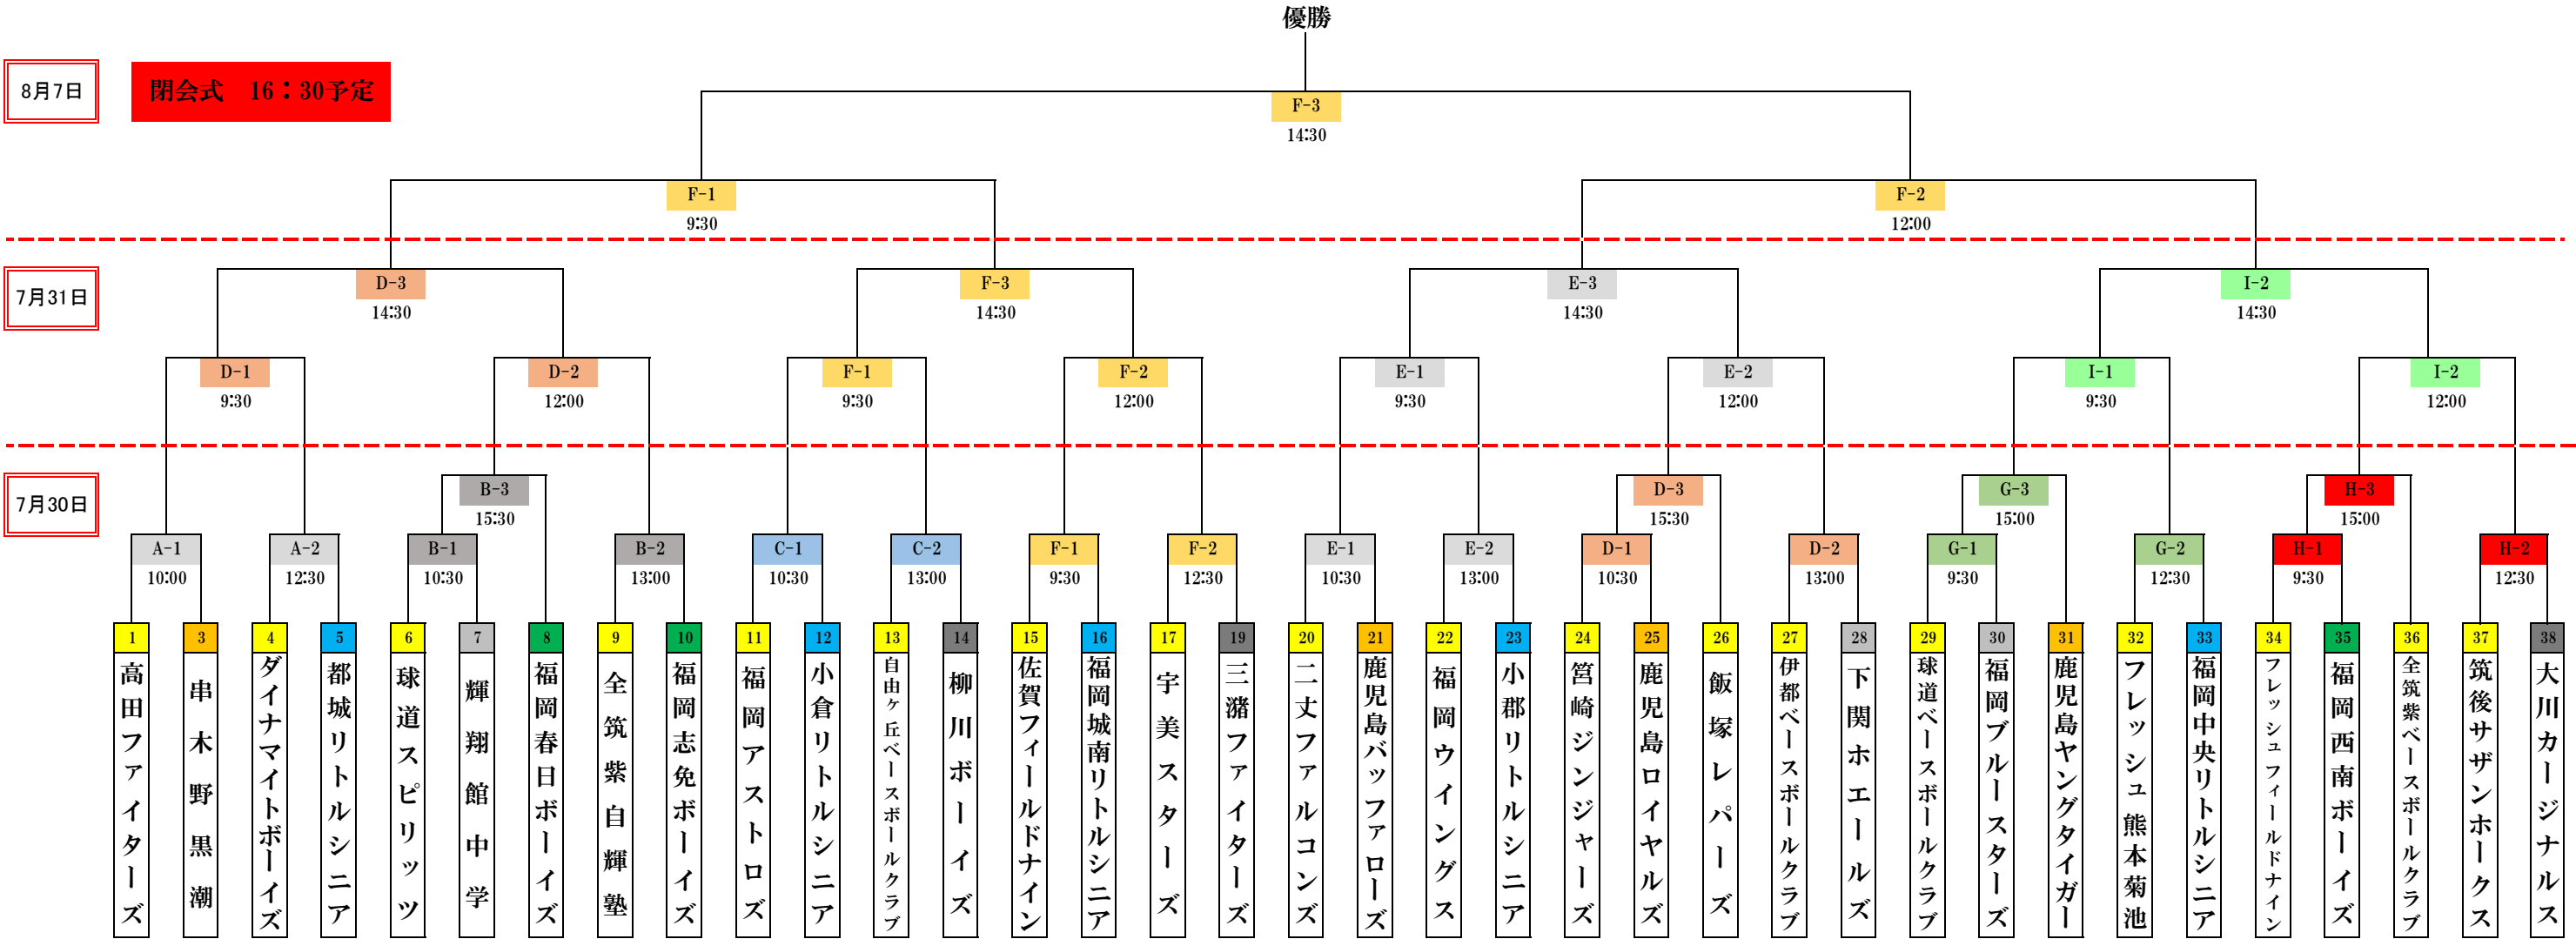 優勝
8月7日
閉会式　16：30予定
F-3
14:30
F-1
F-2
9:30
12:00
7月31日
D-3
F-3
E-3
I-2
14:30
14:30
14:30
14:30
D-1
D-2
F-1
F-2
E-1
E-2
I-1
I-2
9:30
12:00
9:30
12:00
9:30
12:00
9:30
12:00
7月30日
B-3
D-3
G-3
H-3
15:30
15:30
15:00
15:00
A-1
A-2
B-1
B-2
C-1
C-2
F-1
F-2
E-1
E-2
D-1
D-2
G-1
G-2
H-1
H-2
10:00
12:30
10:30
13:00
10:30
13:00
9:30
12:30
10:30
13:00
10:30
13:00
9:30
12:30
9:30
12:30
1
高田ファイターズ
3
串木野黒潮
4
ダイナマイトボーイズ
5
都城リトルシニア
6
球道スピリッツ
7
輝翔館中学
8
福岡春日ボーイズ
9
全筑紫自輝塾
10
福岡志免ボーイズ
11
福岡アストロズ
12
小倉リトルシニア
13
自由ヶ丘ベースボールクラブ
14
柳川ボーイズ
15
佐賀フィールドナイン
16
福岡城南リトルシニア
17
宇美スターズ
19
三潴ファイターズ
20
二丈ファルコンズ
21
鹿児島バッファローズ
22
福岡ウイングス
23
小郡リトルシニア
24
筥崎ジンジャーズ
25
鹿児島ロイヤルズ
26
飯塚レパーズ
27
伊都ベースボールクラブ
28
下関ホエールズ
29
球道ベースボールクラブ
30
福岡ブルースターズ
31
鹿児島ヤングタイガー
32
フレッシュ熊本菊池
33
福岡中央リトルシニア
34
フレッシュフィールドナイン
35
福岡西南ボーイズ
36
全筑紫ベースボールクラブ
37
筑後サザンホークス
38
大川カージナルス